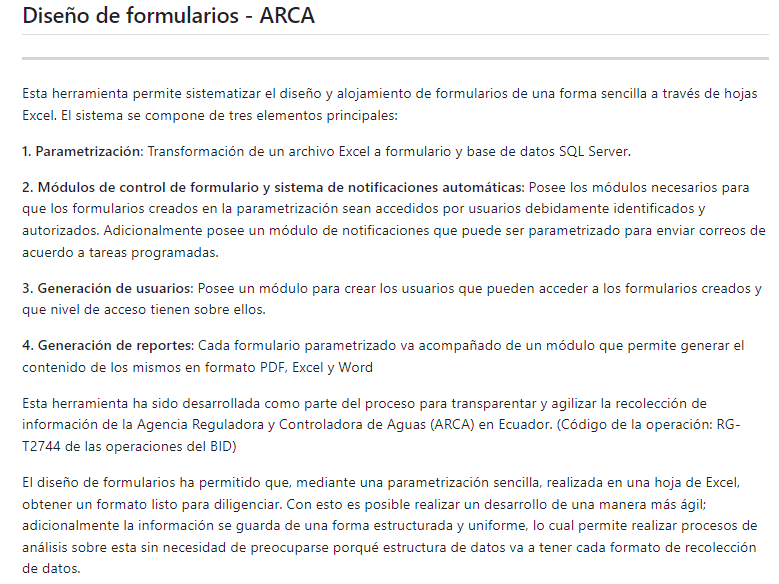 Diseño de formularios - ARCA
Esta herramienta permite sistematizar el diseño y alojamiento de formularios de una forma sencilla a través de hojas
Excel. El sistema se compone de tres elementos principales:
1. Parametrización: Transformación de un archivo Excel a formulario y base de datos SQL Server.
2. Módulos de control de formulario y sistema de notificaciones automáticas: Posee los módulos necesarios para
que los formularios creados en la parametrización sean accedidos por usuarios debidamente identificados y
autorizados. Adicionalmente posee un módulo de notificaciones que puede ser parametrizado para enviar correos de
acuerdo a tareas programadas.
3. Generación de usuarios: Posee un módulo para crear los usuarios que pueden acceder a los formularios creados y
que nivel de acceso tienen sobre ellos.
4. Generación de reportes: Cada formulario parametrizado va acompañado de un módulo que permite generar el
contenido de los mismos en formato PDF, Excel y Word
Esta herramienta ha sido desarrollada como parte del proceso para transparentar y agilizar la recolección de
información de la Agencia Reguladora y Controladora de Aguas (ARCA) en Ecuador. (Código de la operación: RG-
T2744 de las operaciones del BID)
El diseño de formularios ha permitido que, mediante una parametrización sencilla, realizada en una hoja de Excel,
obtener un formato listo para diligenciar. Con esto es posible realizar un desarrollo de una manera más ágil;
adicionalmente la información se guarda de una forma estructurada y uniforme, lo cual permite realizar procesos de
análisis sobre esta sin necesidad de preocuparse porqué estructura de datos va a tener cada formato de recolección
de datos.